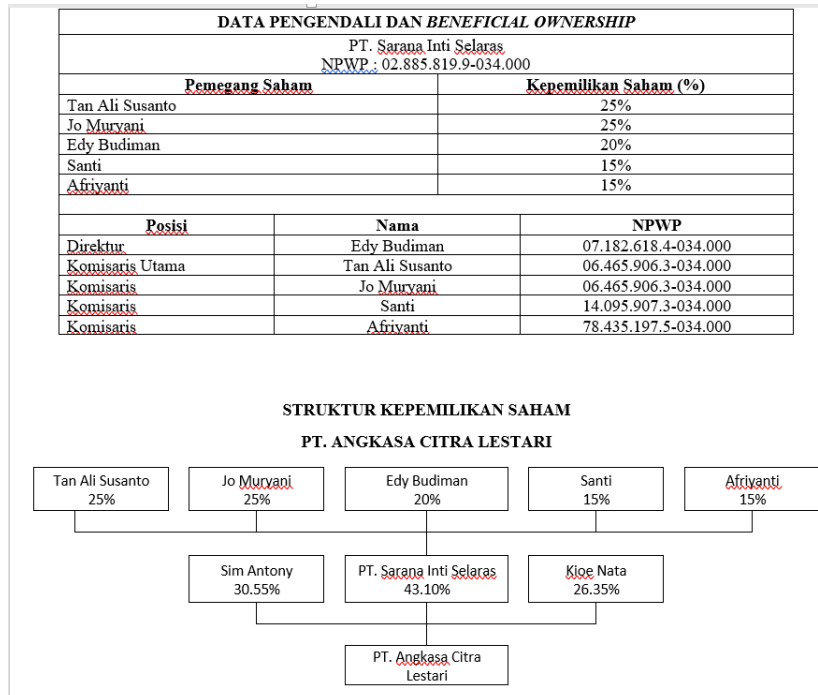 DATA PENGENDALI DAN BENEFICIAL OWNERSHIP
PT. Sarana Inti Selaras
NPWP : 02.885.819.9-034.000
Pemegang Saham Kepemilikan Saham (%)
Tan Ali Susanto 25%
Jo Muryani 25%
Edy Budiman 20%
Santi 15%
Afriyanti 15%
Posisi Nama NPWP
Direktur Edy Budiman 07.182.618.4-034.000
Komisaris Utama Tan Ali Susanto 06.465.906.3-034.000
Komisaris Jo Muryani 06.465.906.3-034.000
Komisaris Santi 14.095.907.3-034.000
Komisaris Afriyanti 78.435.197.5-034.000
STRUKTUR KEPEMILIKAN SAHAM
PT. ANGKASA CITRA LESTARI
Tan Ali Susanto Jo Muryani Edy Budiman Santi Afriyanti
25% 25% 20% 15% 15%
Sim Antony PT. Sarana Inti Selaras Kioe Nata
30.55% 43.10% 26.35%
PT. Angkasa Citra
Lestari